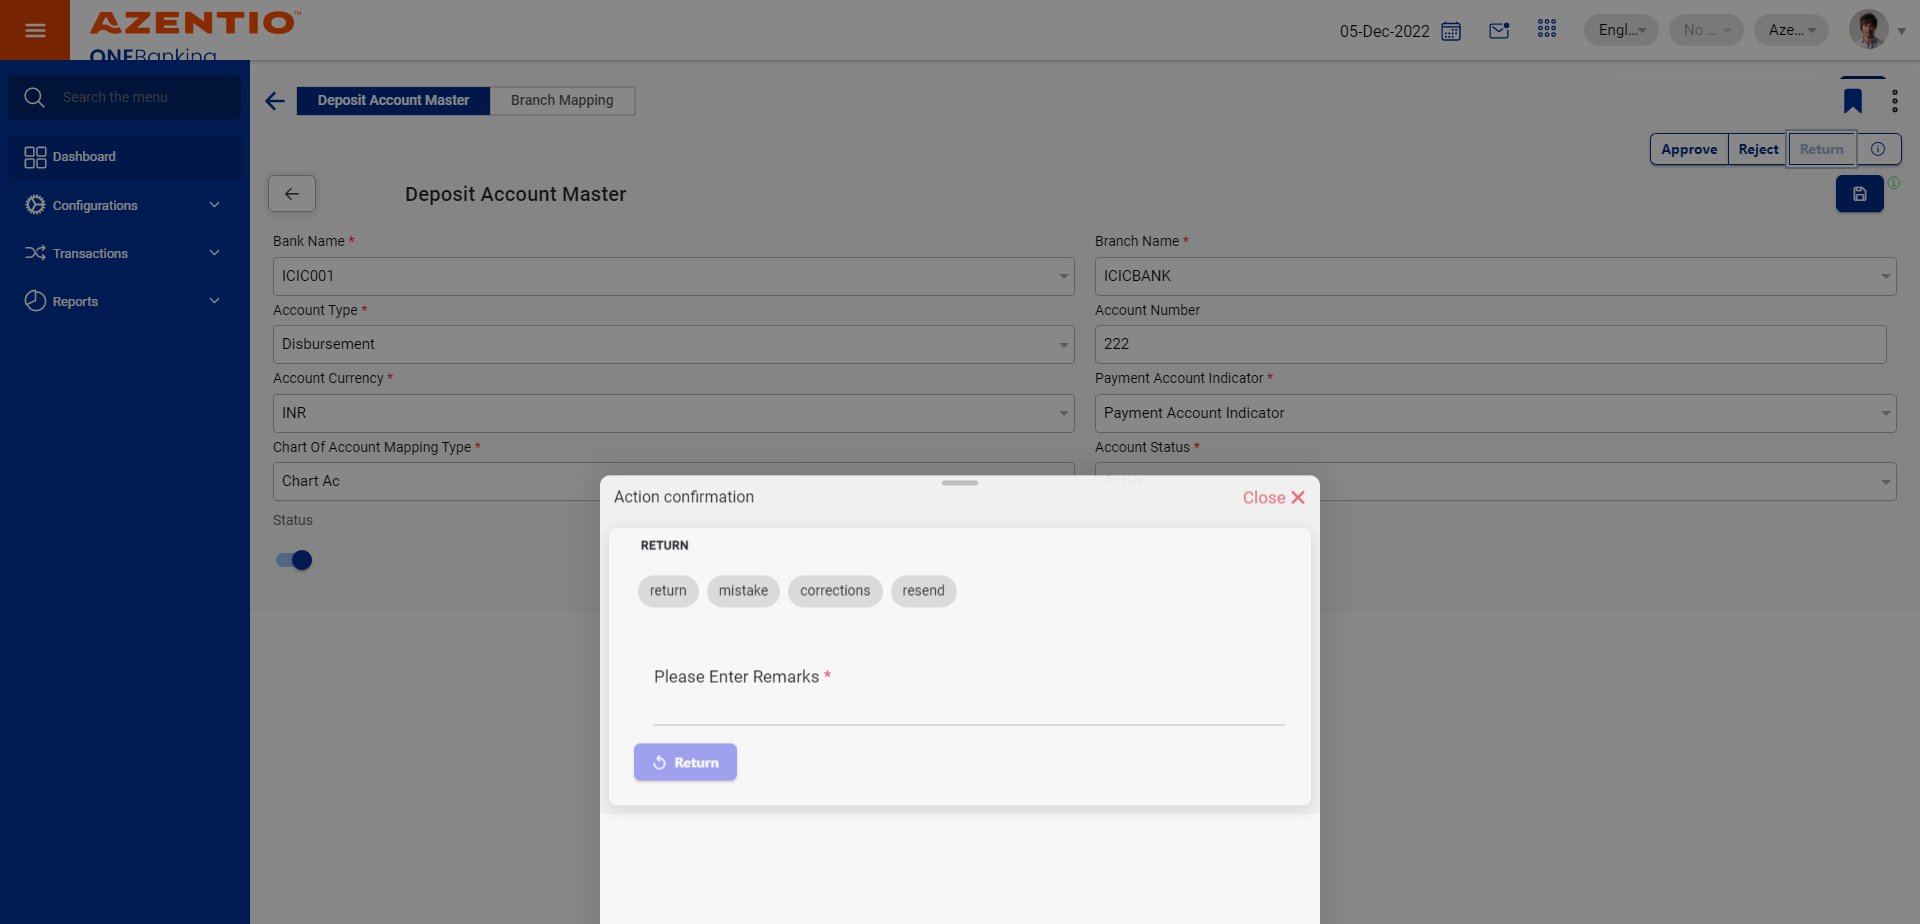 AZENTIO™
ONEBanking
05-Dec-2022
Engl...
No ...
Aze...
Search the menu
Dashboard
Configurations
Transactions
Reports
Deposit Account Master
Branch Mapping
Approve
Reject
Return
Deposit Account Master
Bank Name *
Branch Name *
ICIC001
ICICBANK
Account Type *
Account Number
Disbursement
222
Account Currency *
Payment Account Indicator *
INR
Payment Account Indicator
Chart Of Account Mapping Type *
Account Status *
Chart Ac
Active
Status
Action confirmation
Close
RETURN
return
mistake
corrections
resend
Please Enter Remarks *
Return